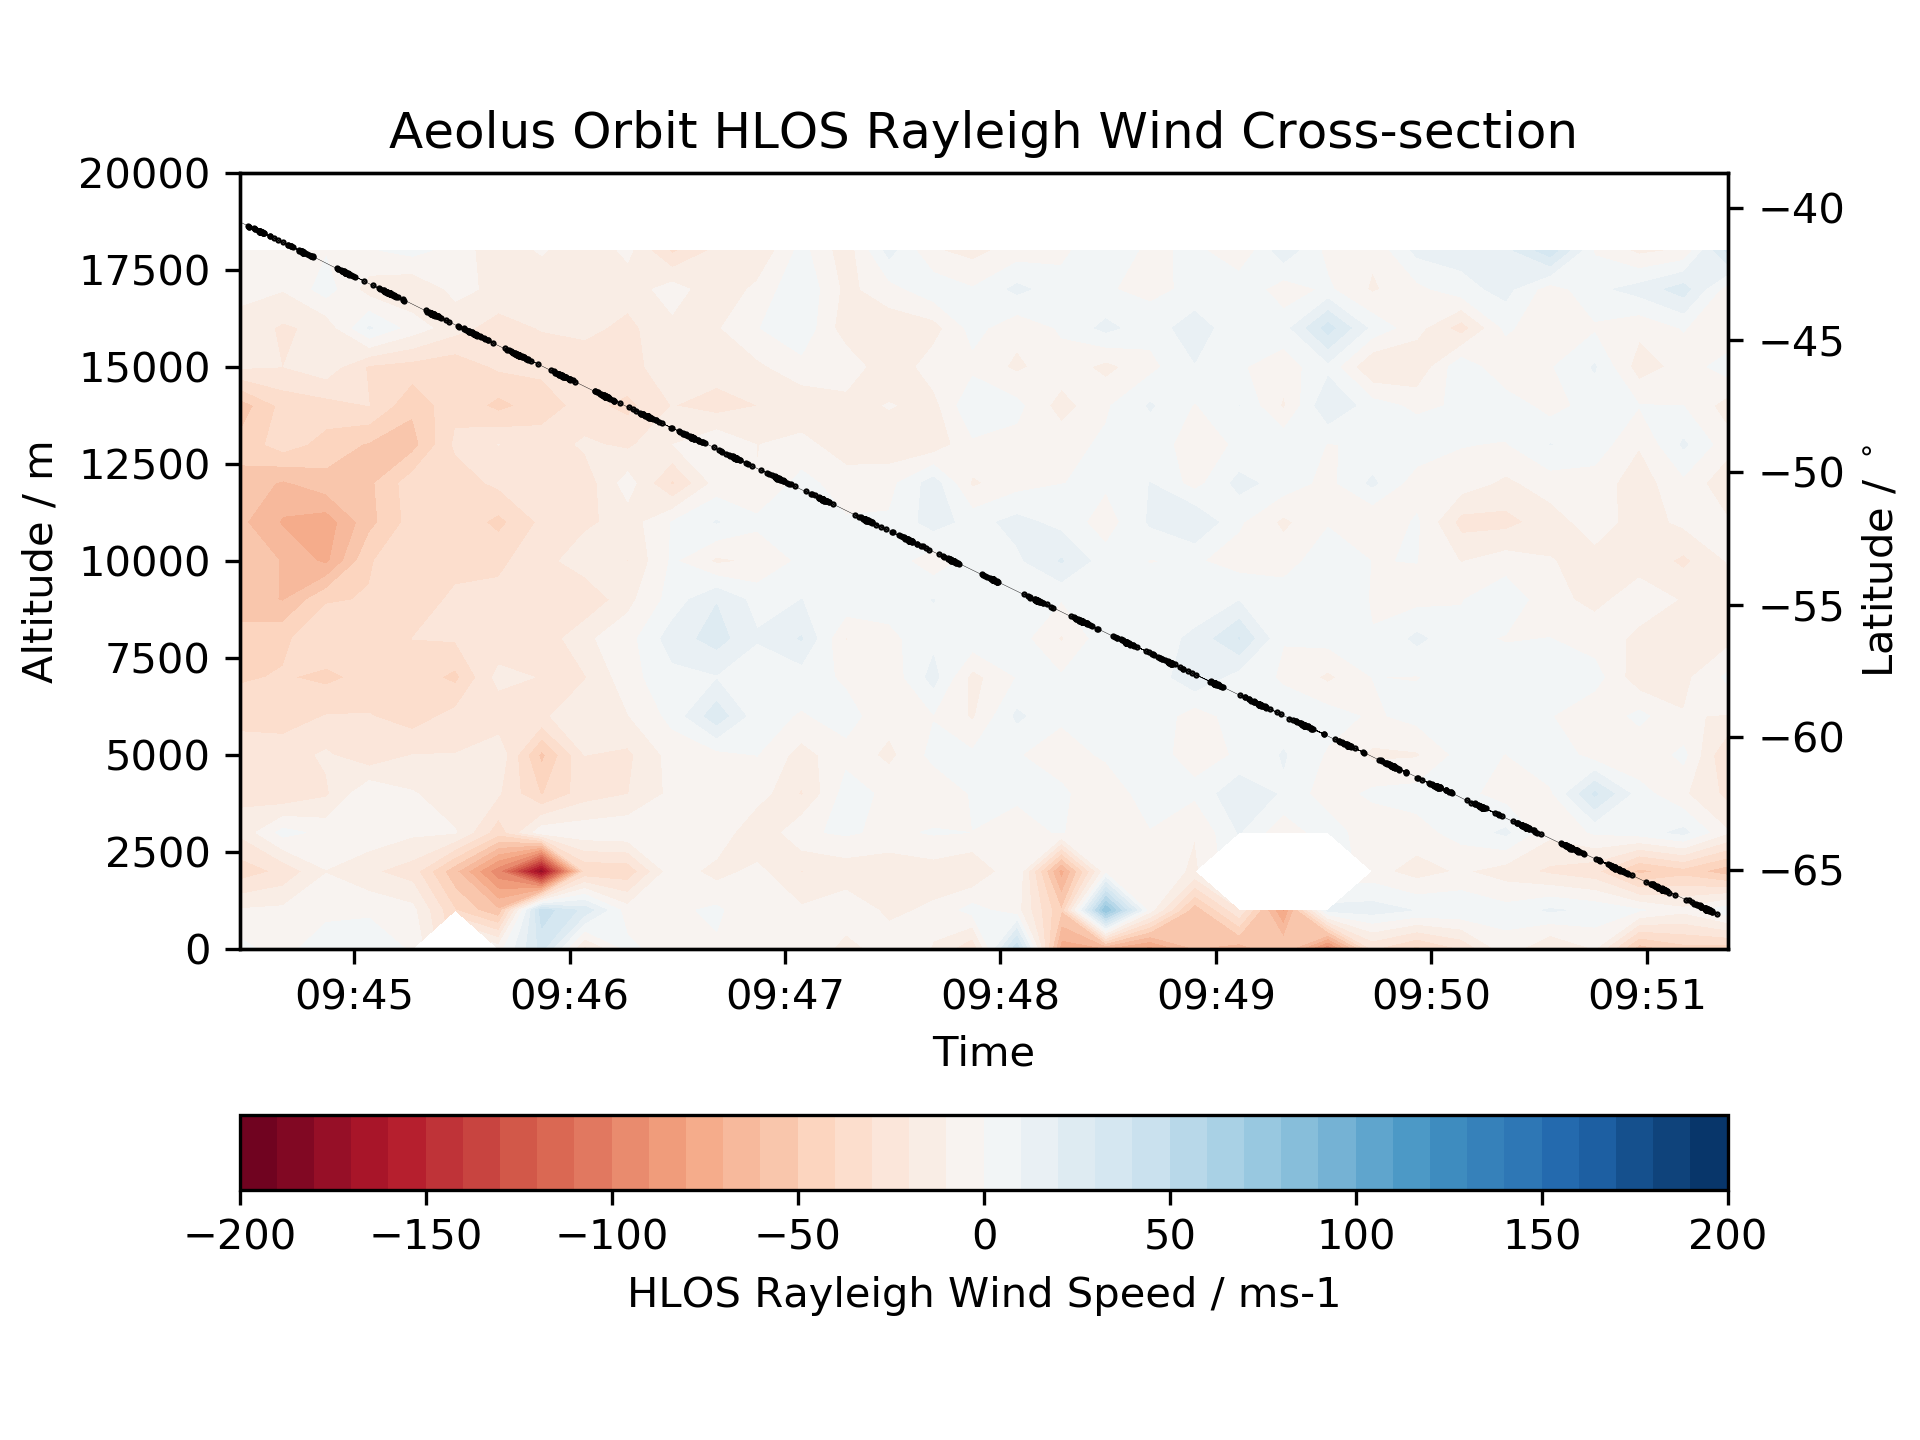 Aeolus Orbit HLOS Rayleigh Wind Cross-section
20000
17500
15000
12500
10000
7500
5000
2500
0
Altitude / m
−40
−45
−50
−55
−60
−65
Latitude / °
09:45 09:46 09:47 09:48 09:49 09:50 09:51
Time
−200 −150 −100 −50 0 50 100 150 200
HLOS Rayleigh Wind Speed / ms-1